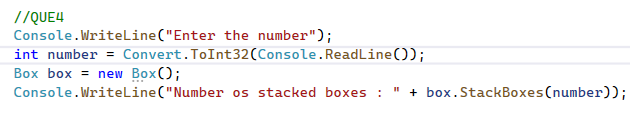 //QUE4
Console.WriteLine("Enter the number");
int number = Convert.ToInt32(Console.ReadLine());
Box box = new Box();
Console.WriteLine("Number os stacked boxes : " + box.StackBoxes(number));